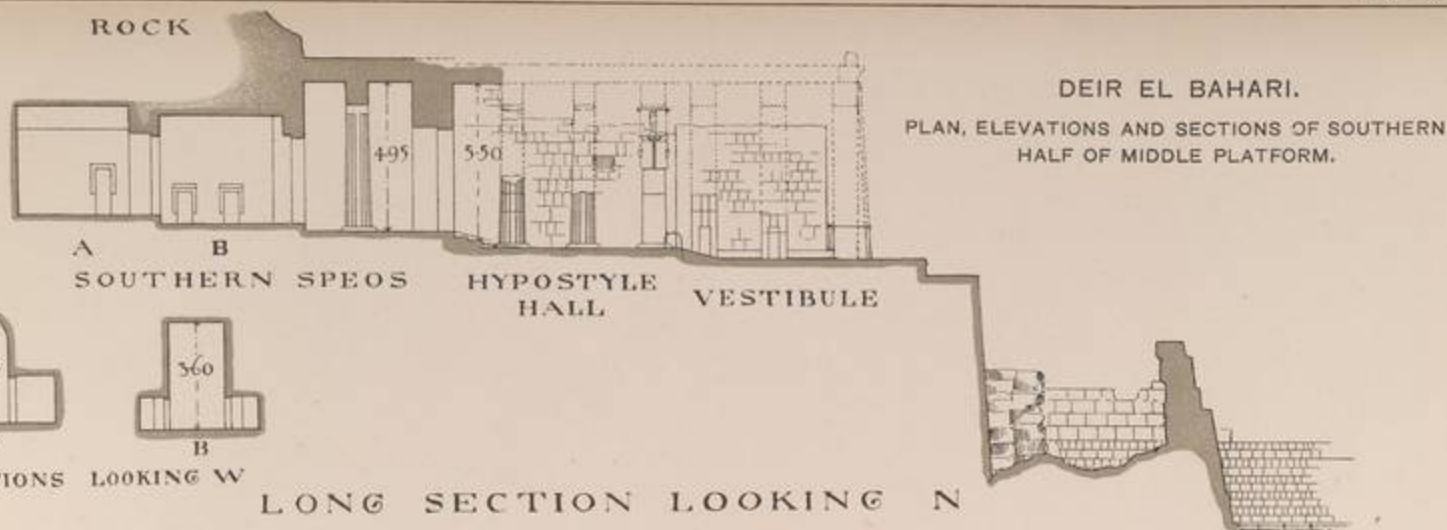 ROCK
DEIR EL BAHARI.
PLAN, ELEVATIONS AND SECTIONS OF SOUTHERN
HALF OF MIDDLE PLATFORM.
4·95
5·50
A B
SOUTHERN SPEOS
HYPOSTYLE
HALL
VESTIBULE
3·60
B
TIONS LOOKING W
LONG SECTION LOOKING N